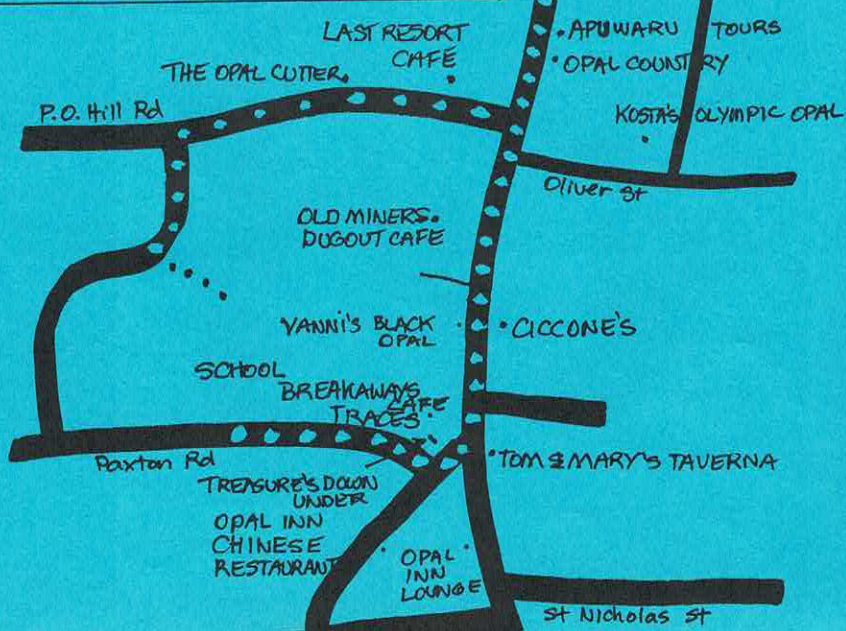 LAST RESORT
CAFE
APUWARU TOURS
OPAL COUNTRY
THE OPAL CUTTER
P.O. Hill Rd
KOSTA'S OLYMPIC OPAL
Oliver St
OLD MINERS
DUGOUT CAFE
YANNI'S BLACK
OPAL
CICCONE'S
SCHOOL
BREAKAWAYS
CAFE
TRACES
Paxton Rd
TOM & MARY'S TAVERNA
TREASURE'S DOWN
UNDER
OPAL INN
CHINESE
RESTAURANT
OPAL
INN
LOUNGE
St Nicholas St